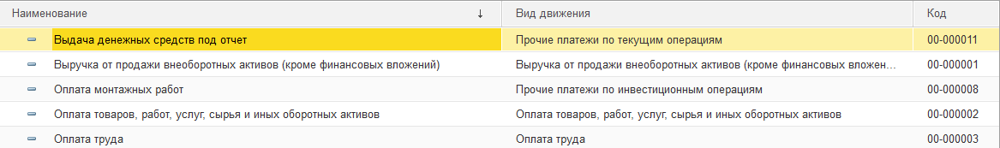 Наименование ↓ Вид движения Код
Выдача денежных средств под отчет Прочие платежи по текущим операциям 00-000011
Выручка от продажи внеоборотных активов (кроме финансовых вложений) Выручка от продажи внеоборотных активов (кроме финансовых вложен... 00-000001
Оплата монтажных работ Прочие платежи по инвестиционным операциям 00-000008
Оплата товаров, работ, услуг, сырья и иных оборотных активов Оплата товаров, работ, услуг, сырья и иных оборотных активов 00-000002
Оплата труда Оплата труда 00-000003